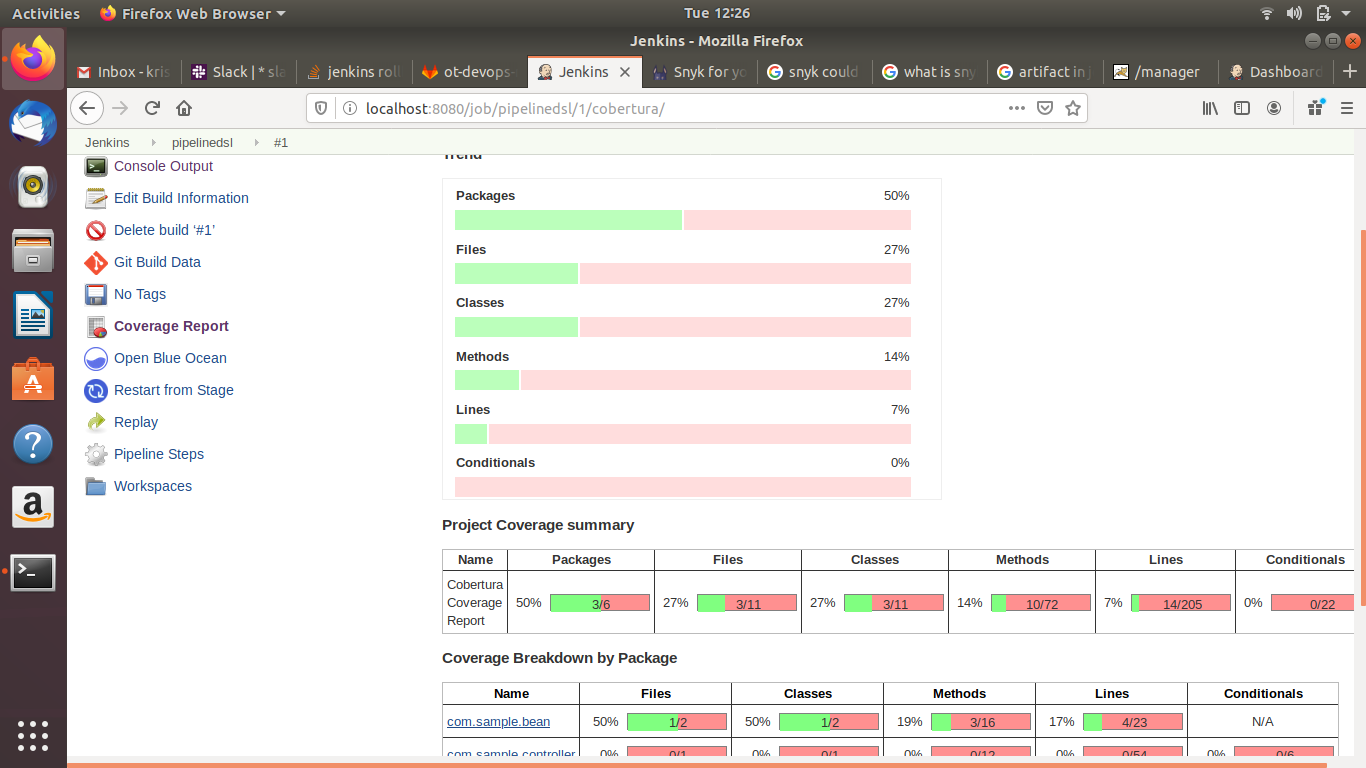 Activities Firefox Web Browser Tue 12:26
Jenkins - Mozilla Firefox
Inbox - kris Slack | * sla jenkins roll ot-devops- Jenkins Snyk for yo snyk could what is sny artifact in j /manager Dashboard
localhost:8080/job/pipelinedsl/1/cobertura/
Jenkins pipelinedsl #1
Console Output
Edit Build Information
Delete build ‘#1’
Git Build Data
No Tags
Coverage Report
Open Blue Ocean
Restart from Stage
Replay
Pipeline Steps
Workspaces
Trend
Packages 50%
Files 27%
Classes 27%
Methods 14%
Lines 7%
Conditionals 0%
Project Coverage summary
Name Packages Files Classes Methods Lines Conditionals
Cobertura
Coverage 50% 3/6 27% 3/11 27% 3/11 14% 10/72 7% 14/205 0% 0/22
Report
Coverage Breakdown by Package
Name Files Classes Methods Lines Conditionals
com.sample.bean 50% 1/2 50% 1/2 19% 3/16 17% 4/23 N/A
com.sample.controller 0% 0/1 0% 0/1 0% 0/12 0% 0/54 0% 0/6